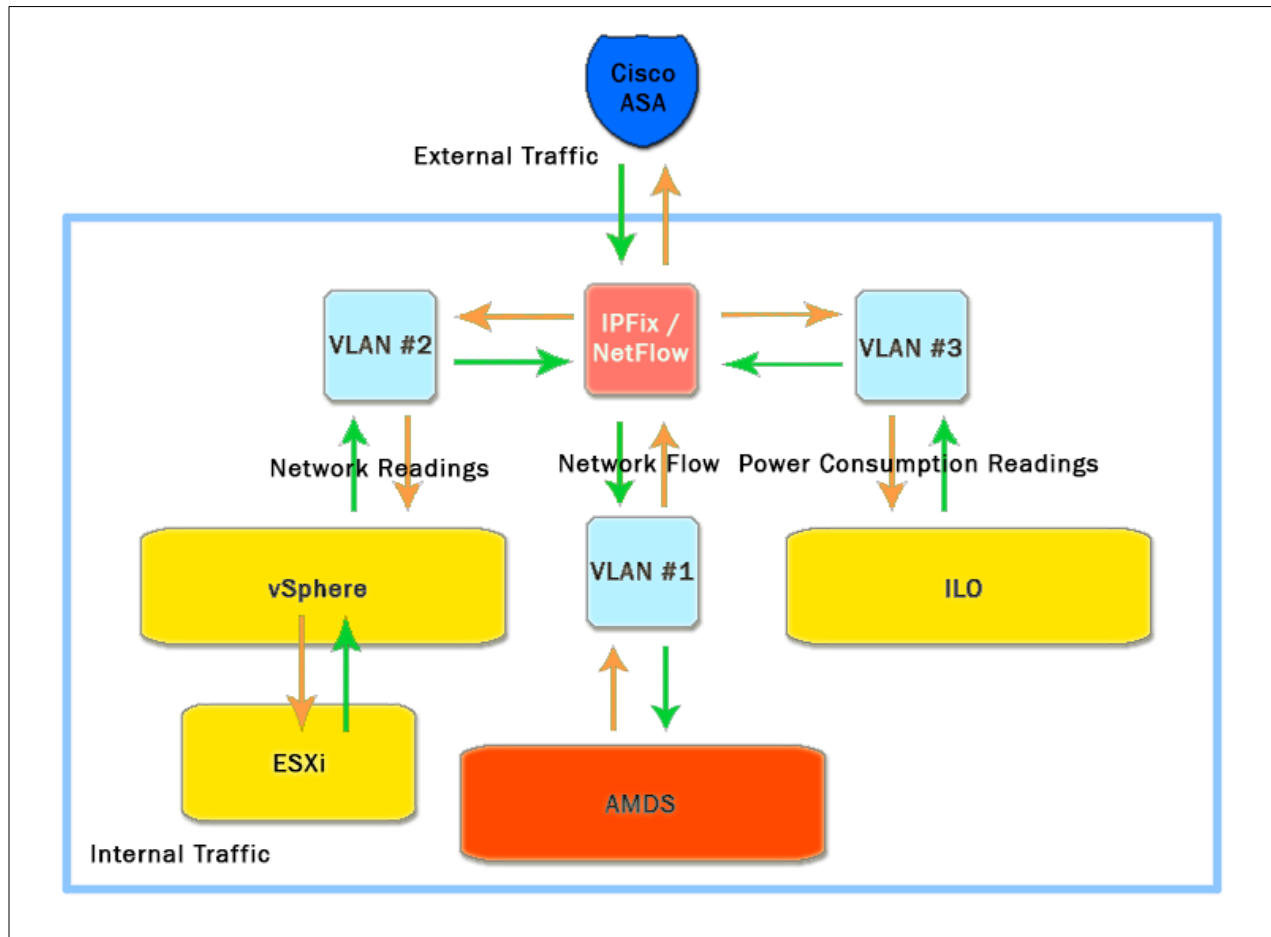 Cisco
ASA
External Traffic
VLAN #2
IPFix /
NetFlow
VLAN #3
Network Readings
Network Flow
Power Consumption Readings
vSphere
VLAN #1
ILO
ESXi
AMDS
Internal Traffic